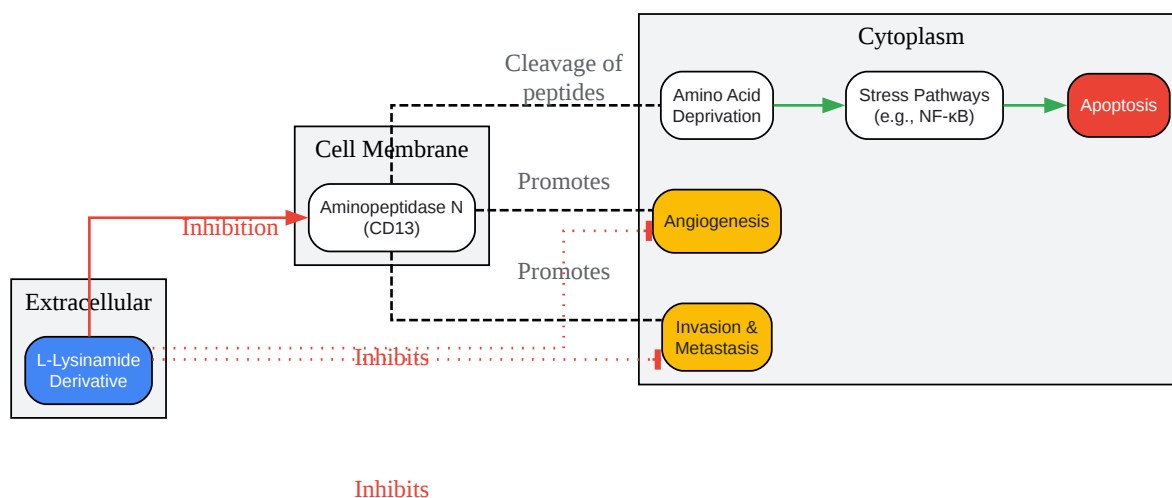 Cytoplasm
Cleavage of
peptides
Amino Acid
Deprivation
Stress Pathways
(e.g., NF-κB)
Apoptosis
Cell Membrane
Aminopeptidase N
(CD13)
Promotes
Angiogenesis
Inhibition
Promotes
Extracellular
L-Lysinamide
Derivative
Inhibits
Invasion &
Metastasis
Inhibits